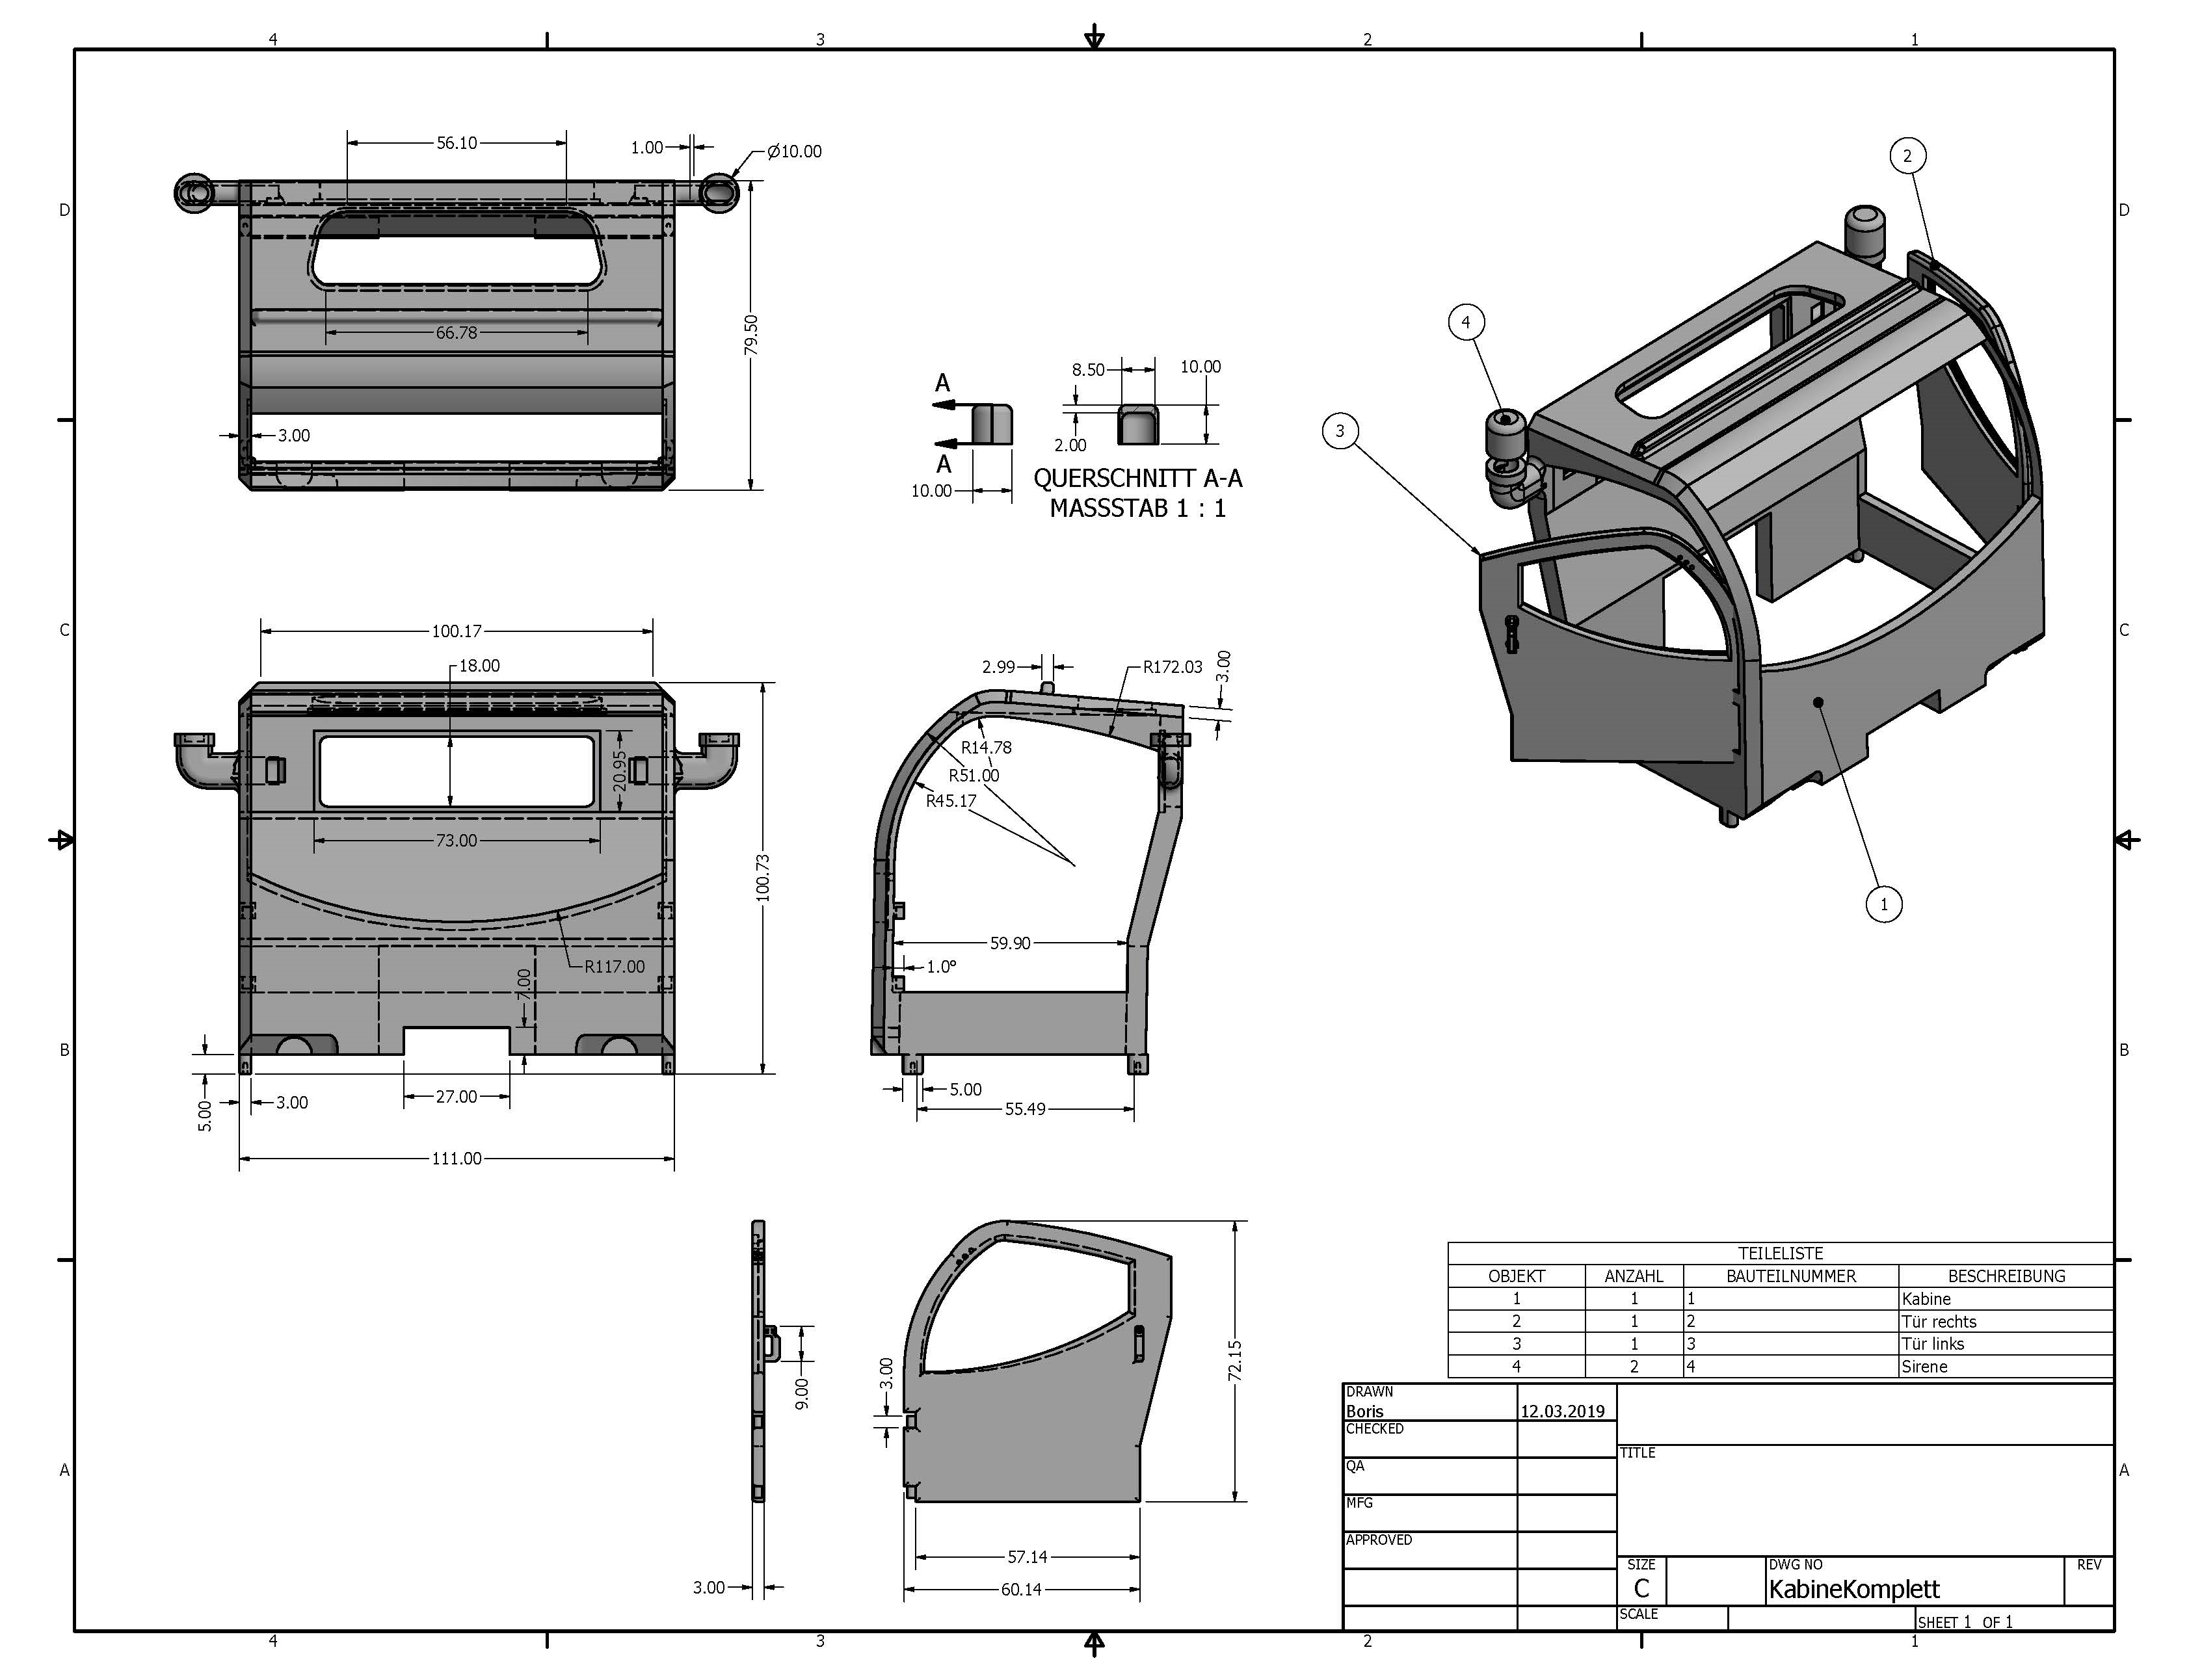 4 3 2 1
56.10
1.00
Ø10.00
79.50
66.78
3.00
D
D
2
4
3
1
A
A
10.00
8.50
10.00
2.00
QUERSCHNITT A-A
MASSSTAB 1 : 1
C
C
100.17
18.00
20.95
73.00
100.73
R117.00
7.00
5.00
3.00
27.00
111.00
2.99
R172.03
3.00
R14.78
R51.00
R45.17
59.90
1.0°
5.00
55.49
B
B
9.00
3.00
3.00
72.15
57.14
60.14
A
A
TEILELISTE
OBJEKT ANZAHL BAUTEILNUMMER BESCHREIBUNG
1 1 1 Kabine
2 1 2 Tür rechts
3 1 3 Tür links
4 2 4 Sirene
DRAWN
Boris 12.03.2019
CHECKED
TITLE
QA
MFG
APPROVED
SIZE DWG NO REV
C KabineKomplett
SCALE
SHEET 1 OF 1
4 3 2 1